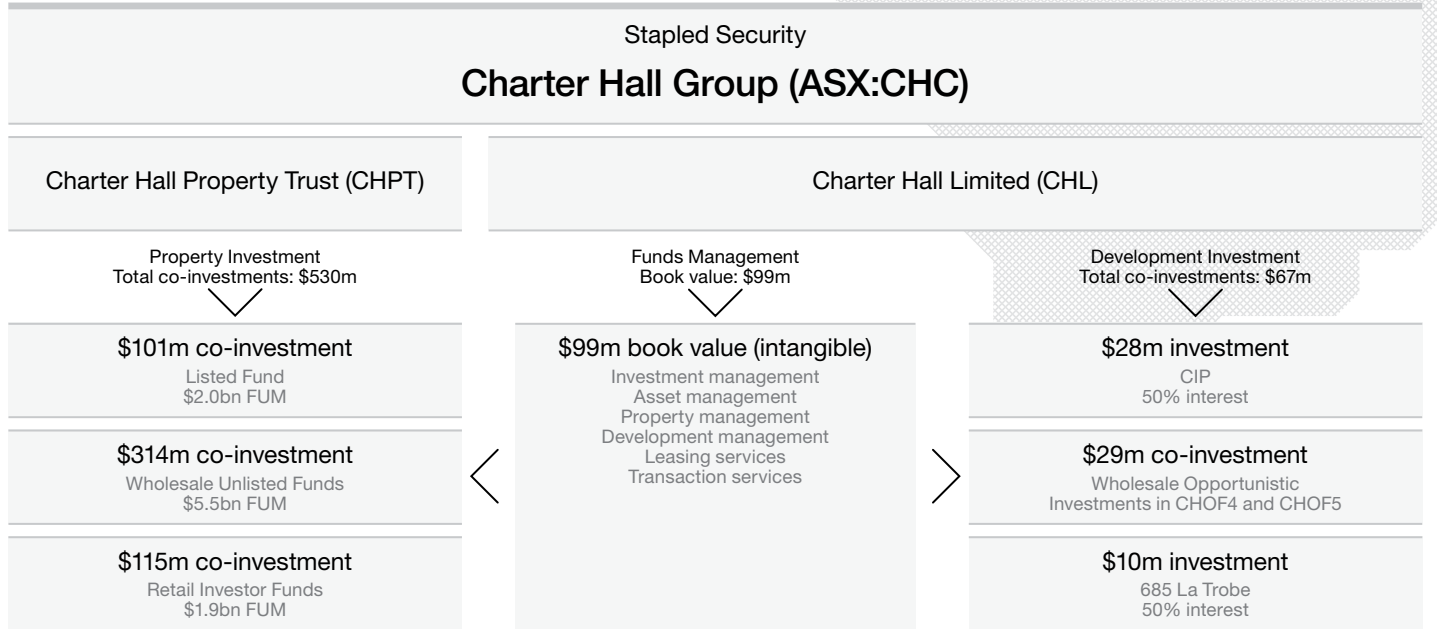 Stapled Security
Charter Hall Group (ASX:CHC)
Charter Hall Property Trust (CHPT)
Charter Hall Limited (CHL)
Property Investment
Total co-investments: $530m
Funds Management
Book value: $99m
Development Investment
Total co-investments: $67m
$101m co-investment
Listed Fund
$2.0bn FUM
$314m co-investment
Wholesale Unlisted Funds
$5.5bn FUM
$115m co-investment
Retail Investor Funds
$1.9bn FUM
$99m book value (intangible)
Investment management
Asset management
Property management
Development management
Leasing services
Transaction services
$28m investment
CIP
50% interest
$29m co-investment
Wholesale Opportunistic
Investments in CHOF4 and CHOF5
$10m investment
685 La Trobe
50% interest